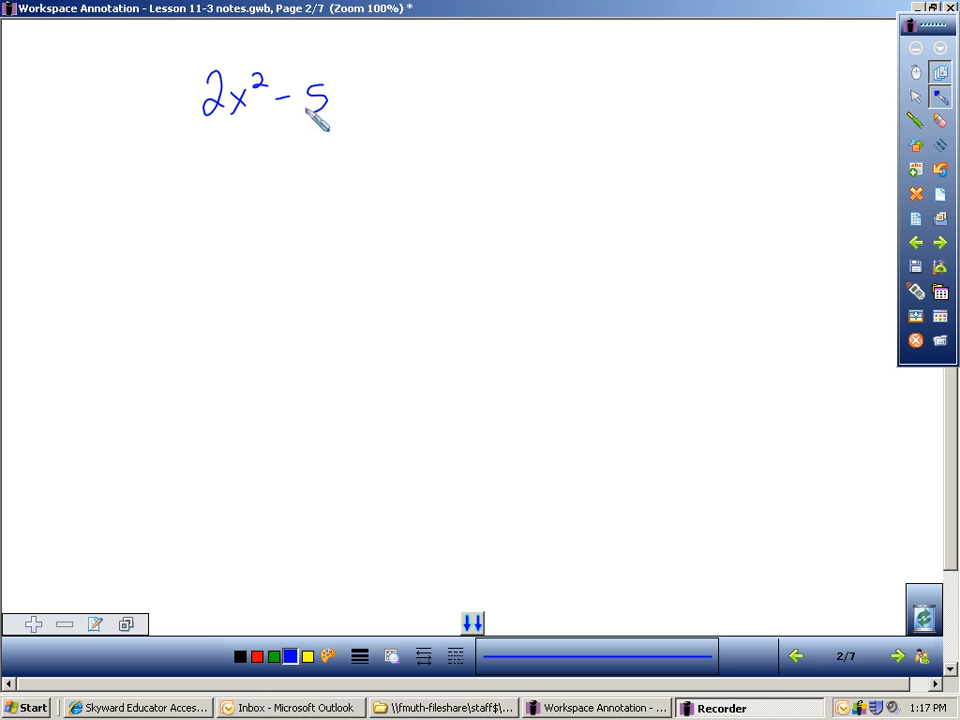 Workspace Annotation - Lesson 11-3 notes.gwb, Page 2/7 (Zoom 100%) *
2x² - 5
abc
2/7
Start
Skyward Educator Acces...
Inbox - Microsoft Outlook
\\fmuth-fileshare\staff$\...
Workspace Annotation - ...
Recorder
1:17 PM